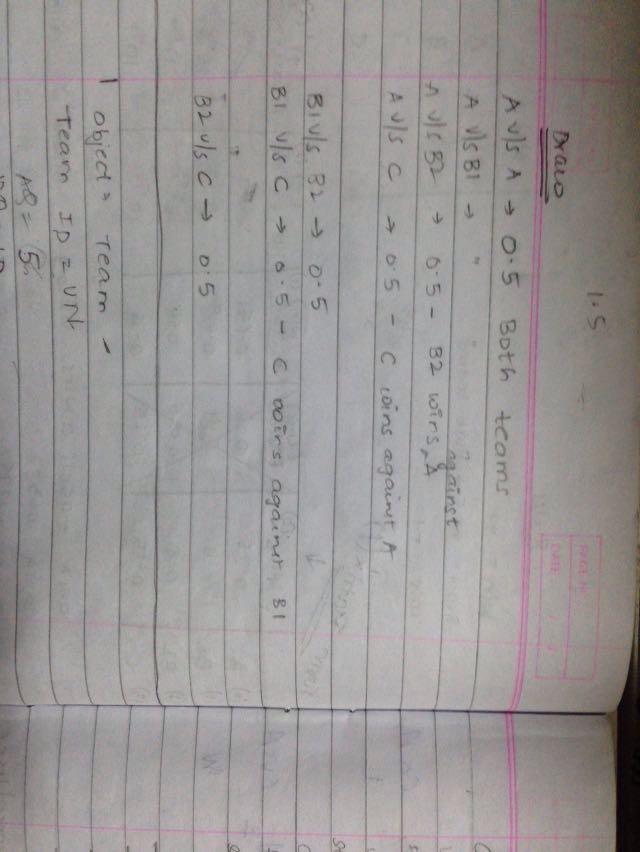 1.5
PAGE No.
DATE
Draw
A v/s A → 0.5 Both teams
A v/s B1 → "
A v/s B2 → 0.5 - B2 wins against A
A v/s C → 0.5 - C wins against A
B1 v/s B2 → 0.5
B1 v/s C → 0.5 - C wins against B1
B2 v/s C → 0.5
1 object = Team -
Team ID = UN